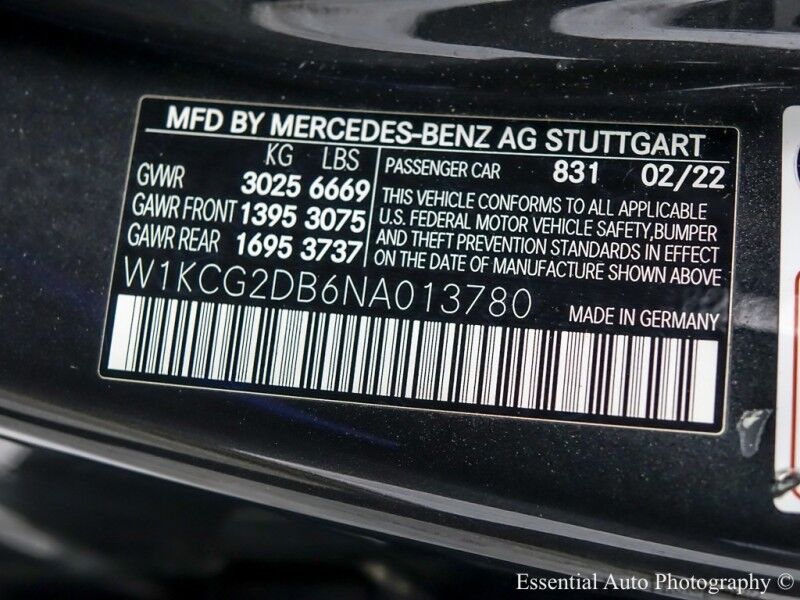 MFD BY MERCEDES-BENZ AG STUTTGART
KG LBS
GVWR 3025 6669
GAWR FRONT 1395 3075
GAWR REAR 1695 3737
PASSENGER CAR 831 02/22
THIS VEHICLE CONFORMS TO ALL APPLICABLE
U.S. FEDERAL MOTOR VEHICLE SAFETY,BUMPER
AND THEFT PREVENTION STANDARDS IN EFFECT
ON THE DATE OF MANUFACTURE SHOWN ABOVE
W1KCG2DB6NA013780
MADE IN GERMANY
Essential Auto Photography ©